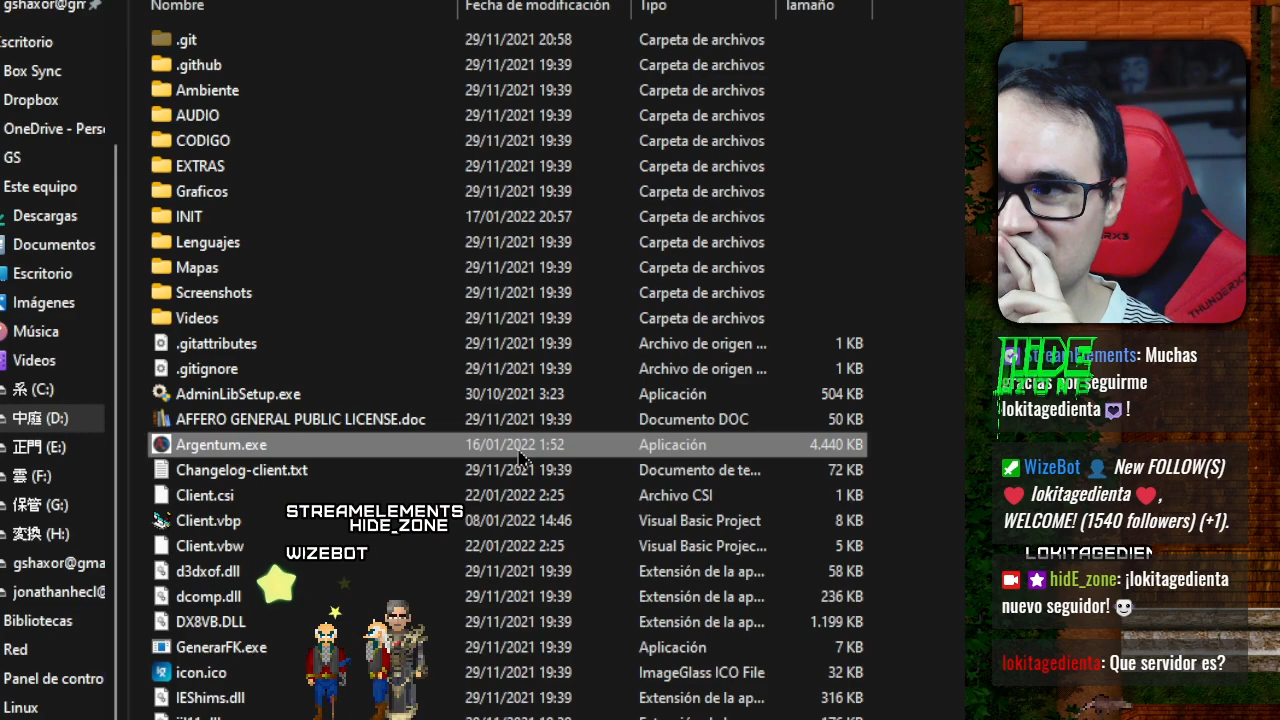 gshaxor@gm
Escritorio
Box Sync
Dropbox
OneDrive - Pers
GS
Este equipo
Descargas
Documentos
Escritorio
Imágenes
Música
Videos
系 (C:)
中庭 (D:)
正門 (E:)
雲 (F:)
保管 (G:)
変換 (H:)
gshaxor@gma
jonathanhecl@
Bibliotecas
Red
Panel de contro
Linux
Nombre Fecha de modificación Tipo Tamaño
.git 29/11/2021 20:58 Carpeta de archivos
.github 29/11/2021 19:39 Carpeta de archivos
Ambiente 29/11/2021 19:39 Carpeta de archivos
AUDIO 29/11/2021 19:39 Carpeta de archivos
CODIGO 29/11/2021 19:39 Carpeta de archivos
EXTRAS 29/11/2021 19:39 Carpeta de archivos
Graficos 29/11/2021 19:39 Carpeta de archivos
INIT 17/01/2022 20:57 Carpeta de archivos
Lenguajes 29/11/2021 19:39 Carpeta de archivos
Mapas 29/11/2021 19:39 Carpeta de archivos
Screenshots 29/11/2021 19:39 Carpeta de archivos
Videos 29/11/2021 19:39 Carpeta de archivos
.gitattributes 29/11/2021 19:39 Archivo de origen ... 1 KB
.gitignore 29/11/2021 19:39 Archivo de origen ... 1 KB
AdminLibSetup.exe 30/10/2021 3:23 Aplicación 504 KB
AFFERO GENERAL PUBLIC LICENSE.doc 29/11/2021 19:39 Documento DOC 50 KB
Argentum.exe 16/01/2022 1:52 Aplicación 4.440 KB
Changelog-client.txt 29/11/2021 19:39 Documento de te... 72 KB
Client.csi 22/01/2022 2:25 Archivo CSI 1 KB
Client.vbp 08/01/2022 14:46 Visual Basic Project 8 KB
Client.vbw 22/01/2022 2:25 Visual Basic Projec... 5 KB
d3dxof.dll 29/11/2021 19:39 Extensión de la ap... 58 KB
dcomp.dll 29/11/2021 19:39 Extensión de la ap... 236 KB
DX8VB.DLL 29/11/2021 19:39 Extensión de la ap... 1.199 KB
GenerarFK.exe 29/11/2021 19:39 Aplicación 7 KB
icon.ico 29/11/2021 19:39 ImageGlass ICO File 32 KB
IEShims.dll 29/11/2021 19:39 Extensión de la ap... 316 KB
STREAMELEMENTS
HIDE_ZONE
WIZEBOT
THUNDERX3
HiDE
StreamElements: Muchas
gracias por seguirme
lokitagedienta !
WizeBot New FOLLOW(S)
lokitagedienta ,
WELCOME! (1540 followers) (+1).
LOKITAGEDIEN
hidE_zone: ¡lokitagedienta
nuevo seguidor!
lokitagedienta: Que servidor es?